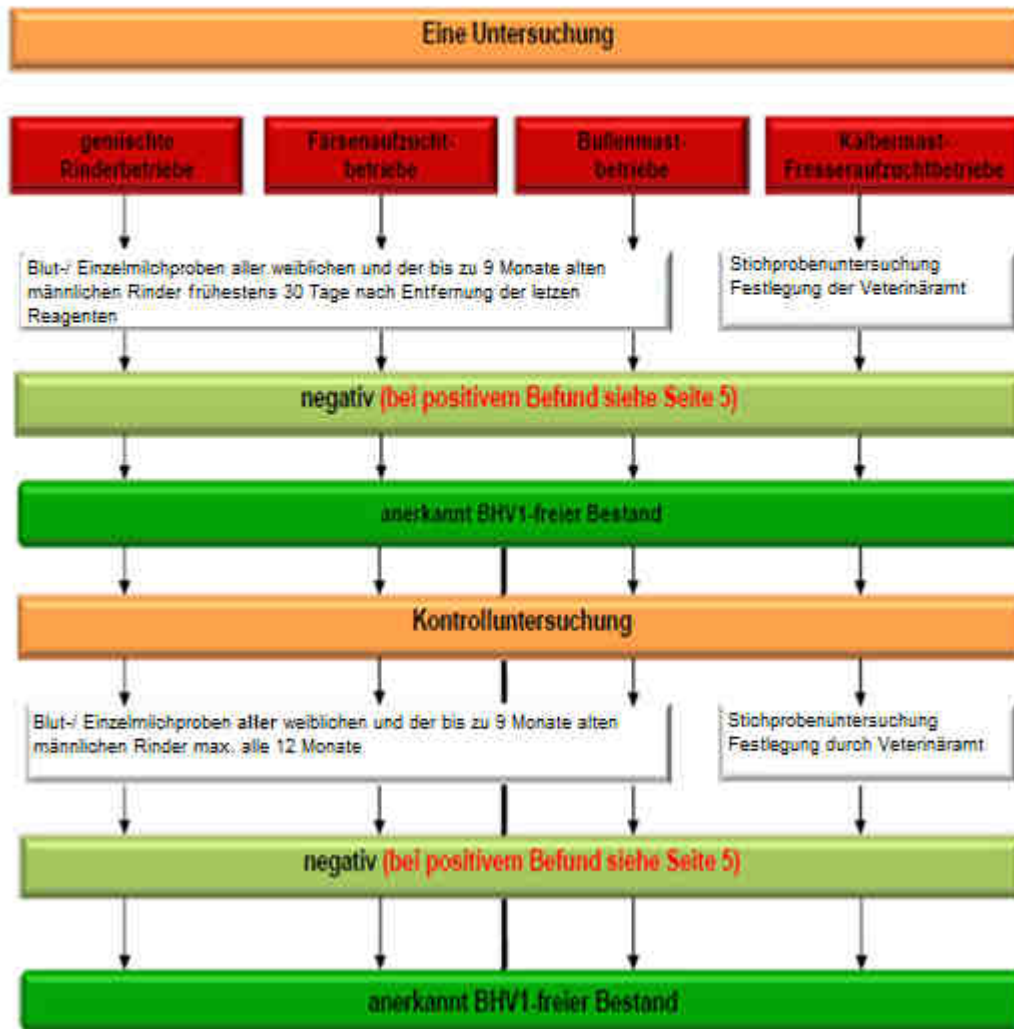 Eine Untersuchung
gemischte
Rinderbetriebe
Färsenaufzucht-
betriebe
Bullenmast-
betriebe
Kälbermast-
Fresseraufzuchtbetriebe
Blut-/ Einzelmilchproben aller weiblichen und der bis zu 9 Monate alten
männlichen Rinder frühestens 30 Tage nach Entfernung der letzen
Reagenten
Stichprobenuntersuchung
Festlegung der Veterinäramt
negativ (bei positivem Befund siehe Seite 5)
anerkannt BHV1-freier Bestand
Kontrolluntersuchung
Blut-/ Einzelmilchproben aller weiblichen und der bis zu 9 Monate alten
männlichen Rinder max. alle 12 Monate
Stichprobenuntersuchung
Festlegung durch Veterinäramt
negativ (bei positivem Befund siehe Seite 5)
anerkannt BHV1-freier Bestand